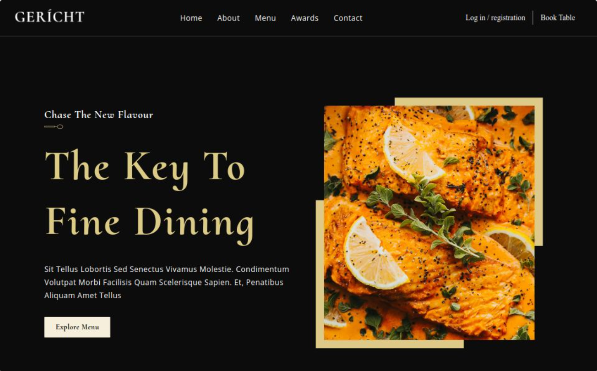 GERÍCHT
Home About Menu Awards Contact
Log in / registration Book Table
Chase The New Flavour
The Key To
Fine Dining
Sit Tellus Lobortis Sed Senectus Vivamus Molestie. Condimentum
Volutpat Morbi Facilisis Quam Scelerisque Sapien. Et, Penatibus
Aliquam Amet Tellus
Explore Menu